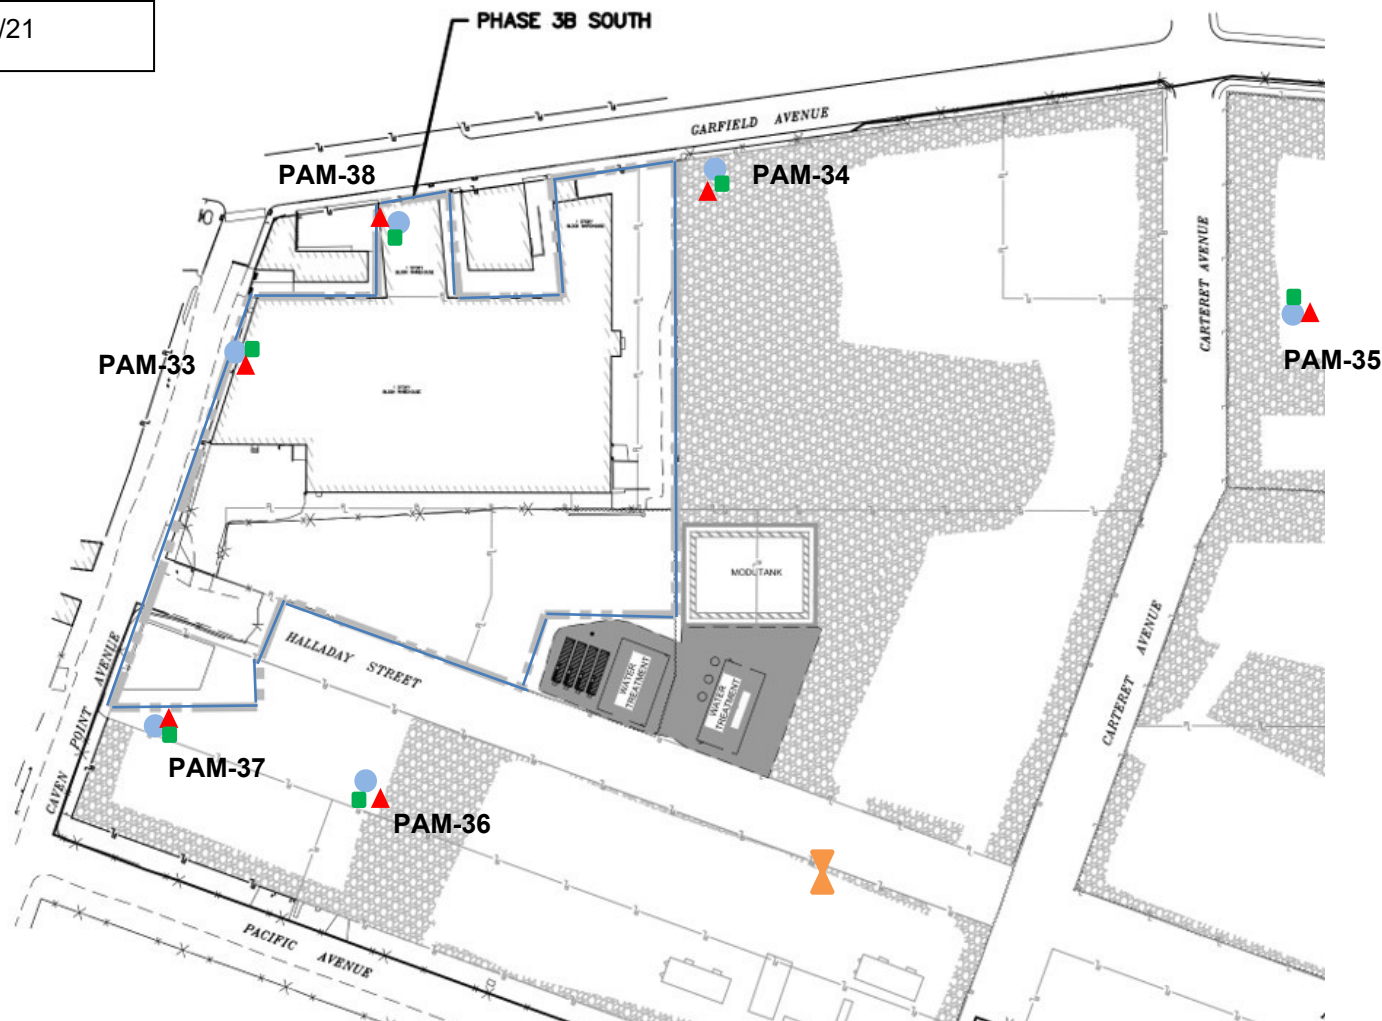 /21
PHASE 3B SOUTH
GARFIELD AVENUE
PAM-38
PAM-34
CARTERET AVENUE
PAM-33
PAM-35
MODUTANK
HALLADAY STREET
WATER
TREATMENT
WATER
TREATMENT
CAVEN POINT AVENUE
CARTERET AVENUE
PAM-37
PAM-36
PACIFIC
AVENUE